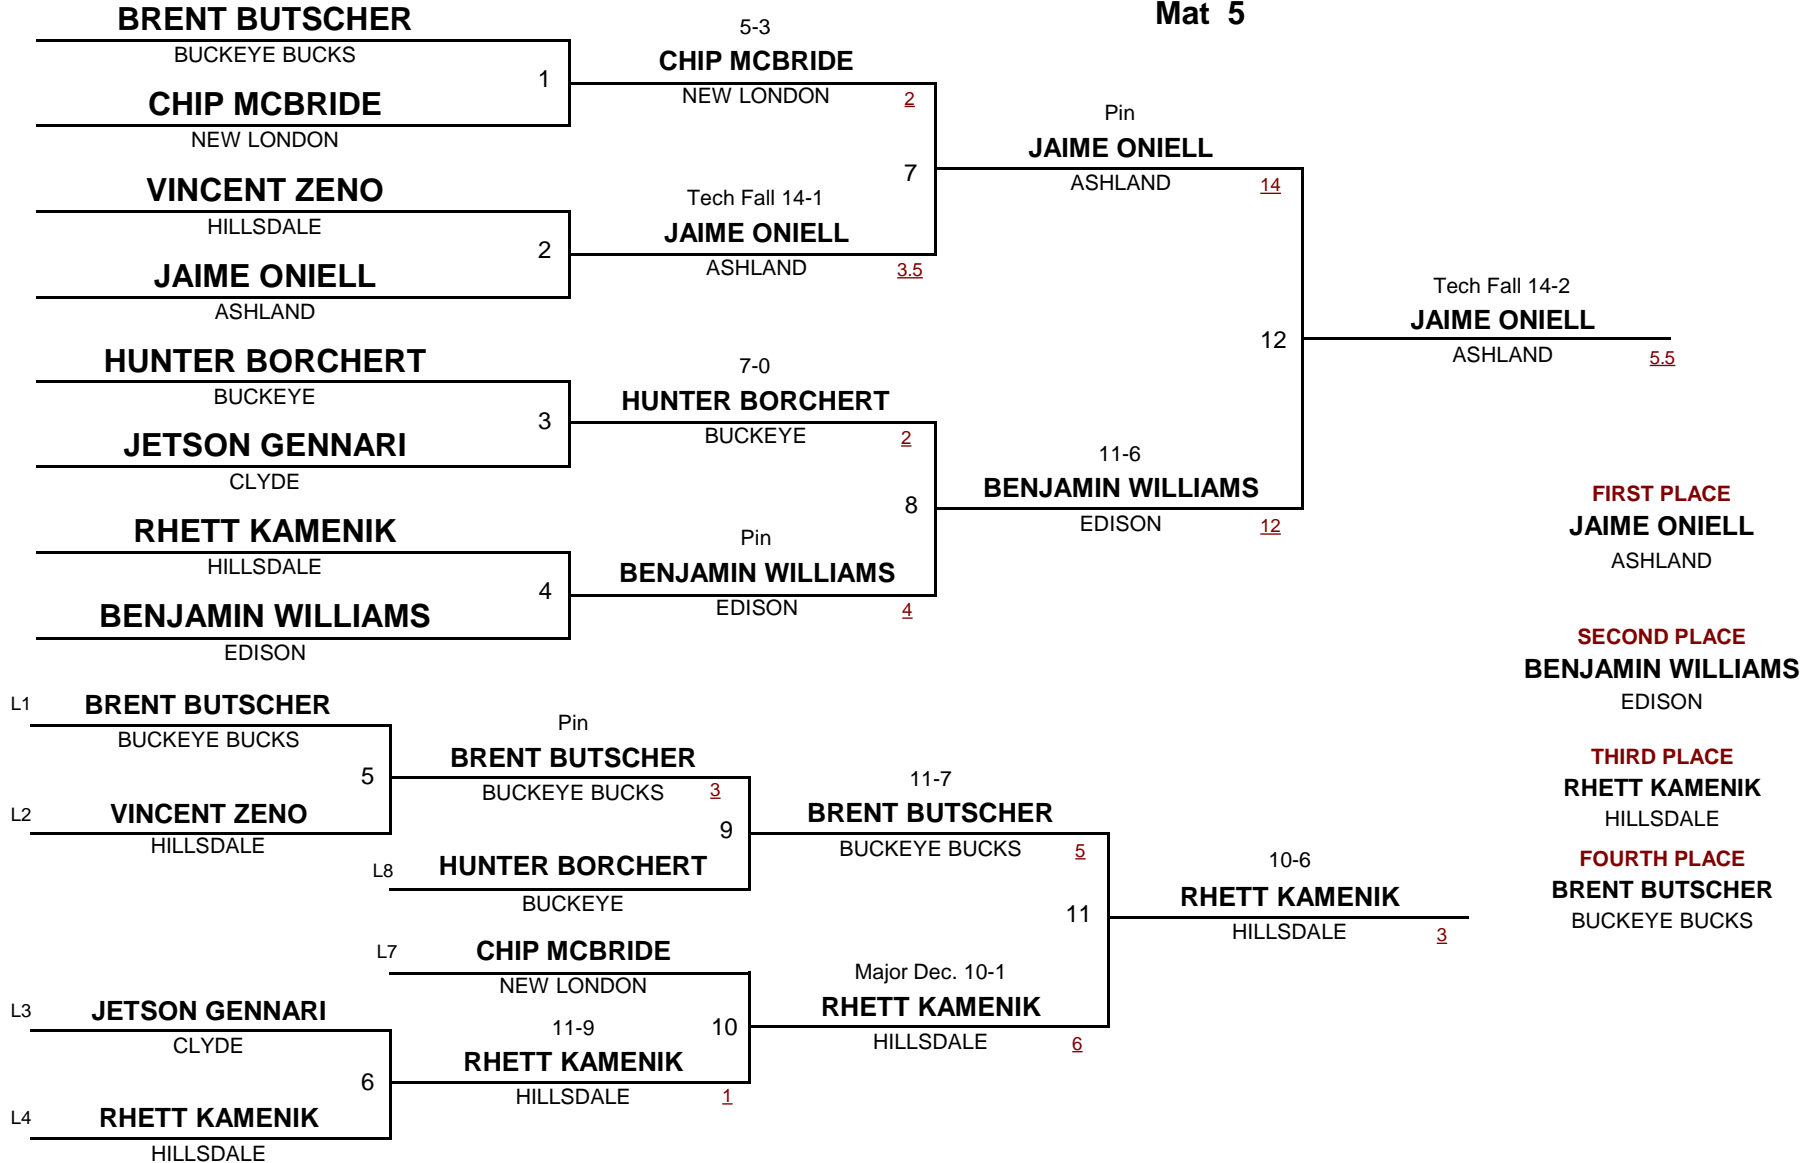 Mat 5
BRENT BUTSCHER
BUCKEYE BUCKS
1
CHIP MCBRIDE
NEW LONDON
5-3
CHIP MCBRIDE
NEW LONDON
2
VINCENT ZENO
HILLSDALE
2
JAIME ONIELL
ASHLAND
Tech Fall 14-1
JAIME ONIELL
ASHLAND
3.5
7
Pin
JAIME ONIELL
ASHLAND
14
HUNTER BORCHERT
BUCKEYE
3
JETSON GENNARI
CLYDE
7-0
HUNTER BORCHERT
BUCKEYE
2
RHETT KAMENIK
HILLSDALE
4
BENJAMIN WILLIAMS
EDISON
Pin
BENJAMIN WILLIAMS
EDISON
4
8
11-6
BENJAMIN WILLIAMS
EDISON
12
12
Tech Fall 14-2
JAIME ONIELL
ASHLAND
5.5
FIRST PLACE
JAIME ONIELL
ASHLAND
SECOND PLACE
BENJAMIN WILLIAMS
EDISON
THIRD PLACE
RHETT KAMENIK
HILLSDALE
FOURTH PLACE
BRENT BUTSCHER
BUCKEYE BUCKS
L1
BRENT BUTSCHER
BUCKEYE BUCKS
5
L2
VINCENT ZENO
HILLSDALE
Pin
BRENT BUTSCHER
BUCKEYE BUCKS
3
9
L8
HUNTER BORCHERT
BUCKEYE
11-7
BRENT BUTSCHER
BUCKEYE BUCKS
5
L7
CHIP MCBRIDE
NEW LONDON
L3
JETSON GENNARI
CLYDE
6
L4
RHETT KAMENIK
HILLSDALE
11-9
RHETT KAMENIK
HILLSDALE
1
10
Major Dec. 10-1
RHETT KAMENIK
HILLSDALE
6
11
10-6
RHETT KAMENIK
HILLSDALE
3